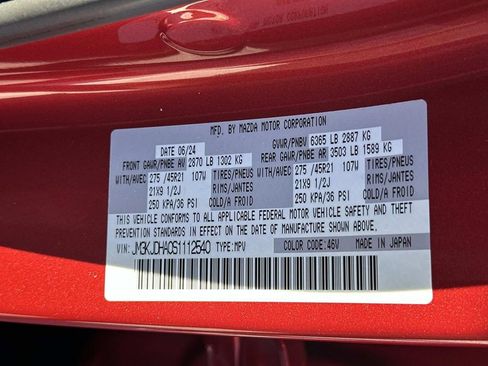 MFD. BY MAZDA MOTOR CORPORATION
DATE 06/24 GVWR/PNBV 6365 LB 2887 KG
FRONT GAWR/PNBE AV 2870 LB 1302 KG REAR GAWR/PNBE AR 3503 LB 1589 KG
WITH/AVEC 275 /45R21 107W TIRES/PNEUS WITH/AVEC 275 /45R21 107W TIRES/PNEUS
21X9 1/2J RIMS/JANTES 21X9 1/2J RIMS/JANTES
250 KPA/36 PSI COLD/A FROID 250 KPA/36 PSI COLD/A FROID
THIS VEHICLE CONFORMS TO ALL APPLICABLE FEDERAL MOTOR VEHICLE SAFETY AND THEFT
PREVENTION STANDARDS IN EFFECT ON THE DATE OF MANUFACTURE SHOWN ABOVE.
VIN: JM3KJDHA0S1112540 TYPE:MPV COLOR CODE:46V MADE IN JAPAN